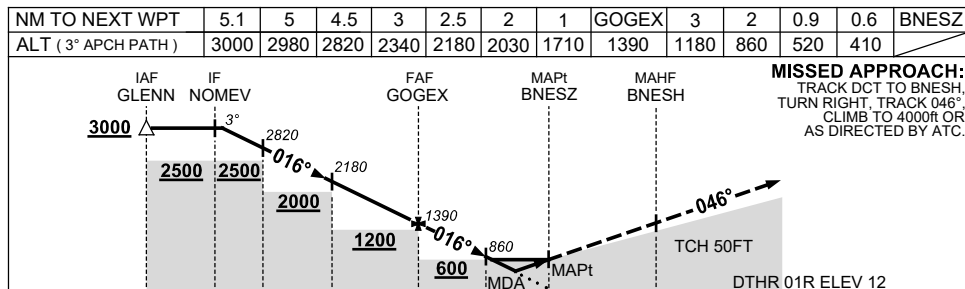 NM TO NEXT WPT 5.1 5 4.5 3 2.5 2 1 GOGEX 3 2 0.9 0.6 BNESZ
ALT ( 3° APCH PATH ) 3000 2980 2820 2340 2180 2030 1710 1390 1180 860 520 410
MISSED APPROACH:
TRACK DCT TO BNESH,
TURN RIGHT, TRACK 046°,
CLIMB TO 4000ft OR
AS DIRECTED BY ATC.
IAF IF FAF MAPt MAHF
GLENN NOMEV GOGEX BNESZ BNESH
3000 3°
2820
016°
2500 2500 2180
2000 046°
1390
1200 016°
860 TCH 50FT
600 MAPt
MDA DTHR 01R ELEV 12